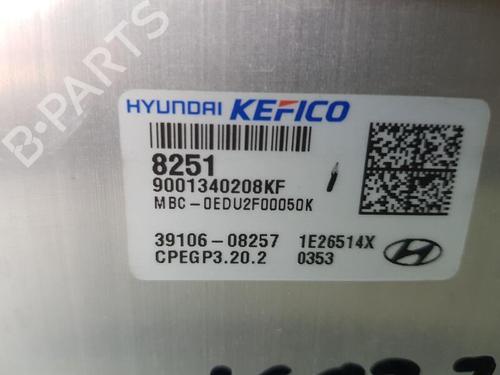 HYUNDAI KEFICO
8251
9001340208KF
MBC-0EDU2F00050K
39106-08257 1E26514X
CPEGP3.20.2 0353
B-PARTS